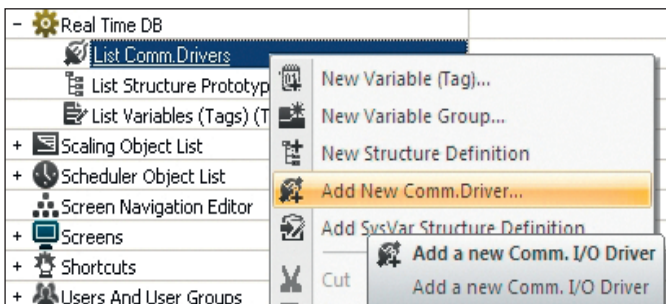 Real Time DB
List Comm.Drivers
List Structure Prototyp
List Variables (Tags) (T
Scaling Object List
Scheduler Object List
Screen Navigation Editor
Screens
Shortcuts
Users And User Groups
New Variable (Tag)...
New Variable Group...
New Structure Definition
Add New Comm.Driver...
Add SysVar Structure Definition
Cut
Add a new Comm. I/O Driver
Add a new Comm. I/O Driver